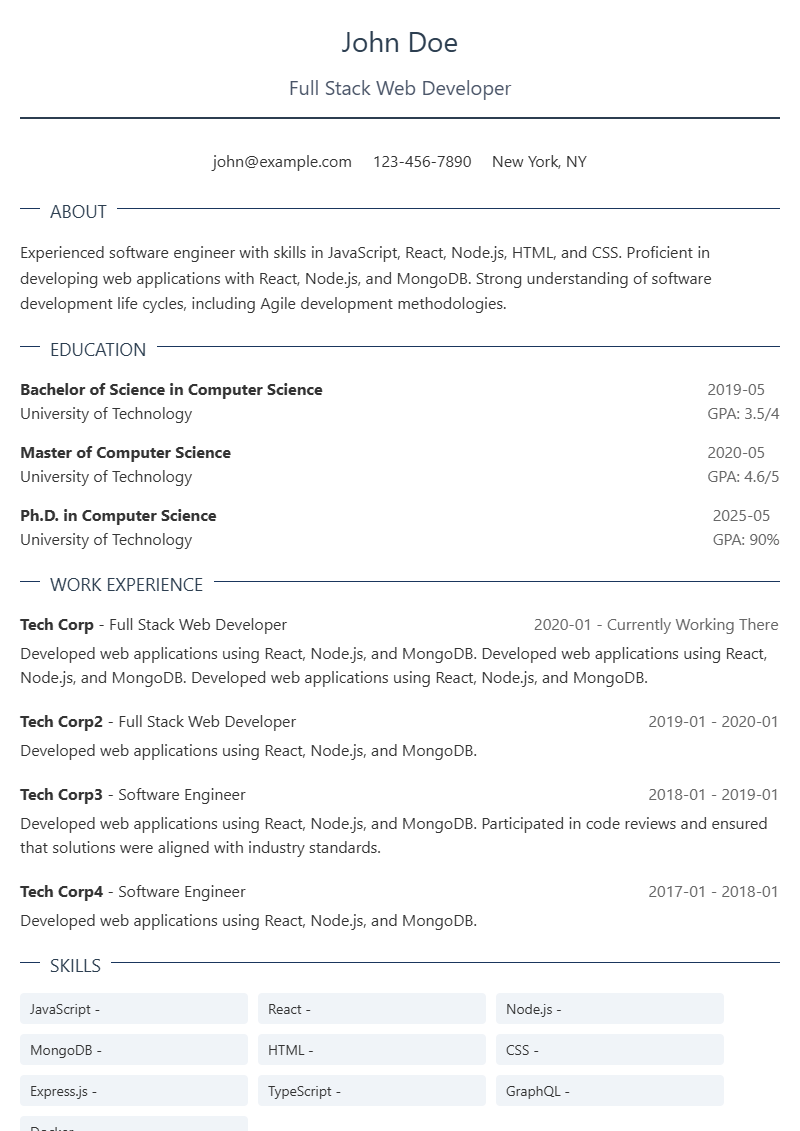 John Doe
Full Stack Web Developer
john@example.com 123-456-7890 New York, NY
ABOUT
Experienced software engineer with skills in JavaScript, React, Node.js, HTML, and CSS. Proficient in
developing web applications with React, Node.js, and MongoDB. Strong understanding of software
development life cycles, including Agile development methodologies.
EDUCATION
Bachelor of Science in Computer Science 2019-05
University of Technology GPA: 3.5/4
Master of Computer Science 2020-05
University of Technology GPA: 4.6/5
Ph.D. in Computer Science 2025-05
University of Technology GPA: 90%
WORK EXPERIENCE
Tech Corp - Full Stack Web Developer 2020-01 - Currently Working There
Developed web applications using React, Node.js, and MongoDB. Developed web applications using React,
Node.js, and MongoDB. Developed web applications using React, Node.js, and MongoDB.
Tech Corp2 - Full Stack Web Developer 2019-01 - 2020-01
Developed web applications using React, Node.js, and MongoDB.
Tech Corp3 - Software Engineer 2018-01 - 2019-01
Developed web applications using React, Node.js, and MongoDB. Participated in code reviews and ensured
that solutions were aligned with industry standards.
Tech Corp4 - Software Engineer 2017-01 - 2018-01
Developed web applications using React, Node.js, and MongoDB.
SKILLS
JavaScript - React - Node.js -
MongoDB - HTML - CSS -
Express.js - TypeScript - GraphQL -
Docker